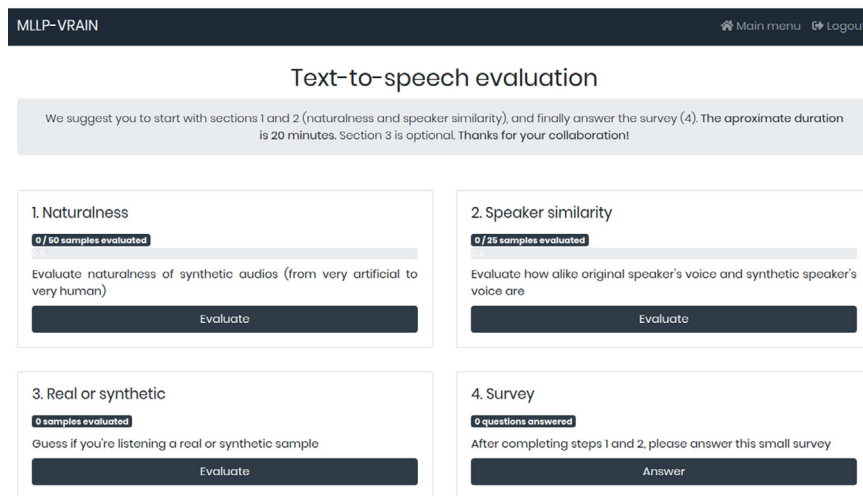 MLLP-VRAIN
Main menu
Logout
Text-to-speech evaluation
We suggest you to start with sections 1 and 2 (naturalness and speaker similarity), and finally answer the survey (4). The aproximate duration
is 20 minutes. Section 3 is optional. Thanks for your collaboration!
1. Naturalness
0 / 50 samples evaluated
Evaluate naturalness of synthetic audios (from very artificial to
very human)
Evaluate
2. Speaker similarity
0 / 25 samples evaluated
Evaluate how alike original speaker's voice and synthetic speaker's
voice are
Evaluate
3. Real or synthetic
0 samples evaluated
Guess if you're listening a real or synthetic sample
Evaluate
4. Survey
0 questions answered
After completing steps 1 and 2, please answer this small survey
Answer